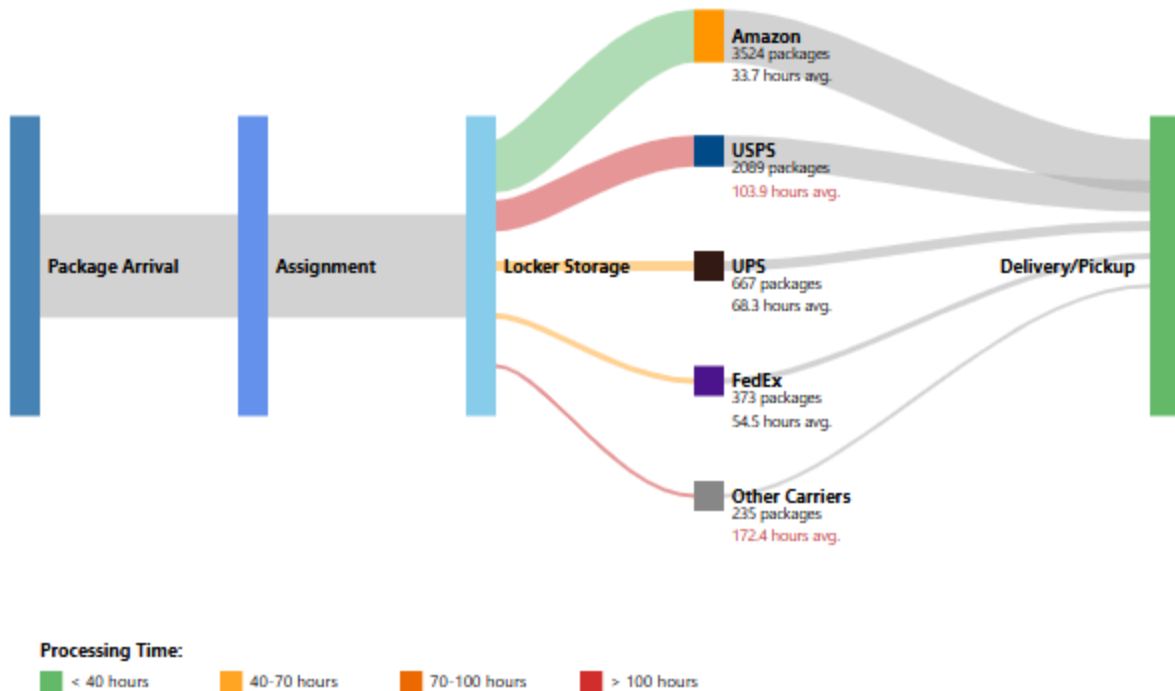 Amazon
3524 packages
33.7 hours avg.
USPS
2089 packages
103.9 hours avg.
Package Arrival
Assignment
Locker Storage
UPS
667 packages
68.3 hours avg.
Delivery/Pickup
FedEx
373 packages
54.5 hours avg.
Other Carriers
235 packages
172.4 hours avg.
Processing Time:
< 40 hours
40-70 hours
70-100 hours
> 100 hours